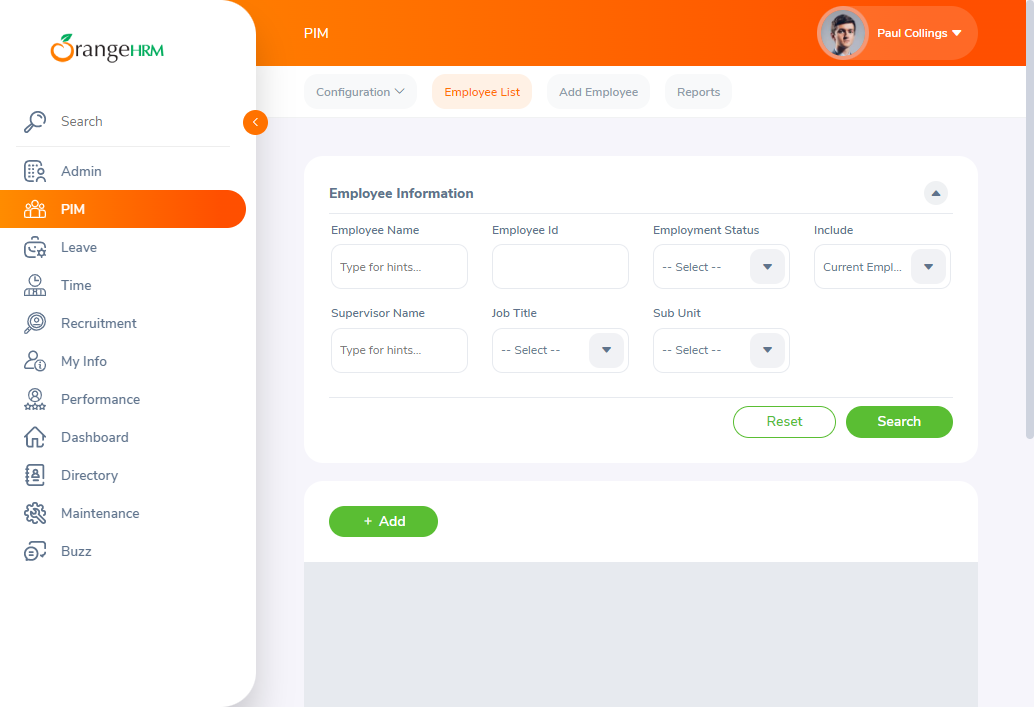 OrangeHRM
Search
Admin
PIM
Leave
Time
Recruitment
My Info
Performance
Dashboard
Directory
Maintenance
Buzz
PIM
Paul Collings
Configuration
Employee List
Add Employee
Reports
Employee Information
Employee Name
Employee Id
Employment Status
Include
Type for hints...
-- Select --
Current Empl...
Supervisor Name
Job Title
Sub Unit
Type for hints...
-- Select --
-- Select --
Reset
Search
+ Add